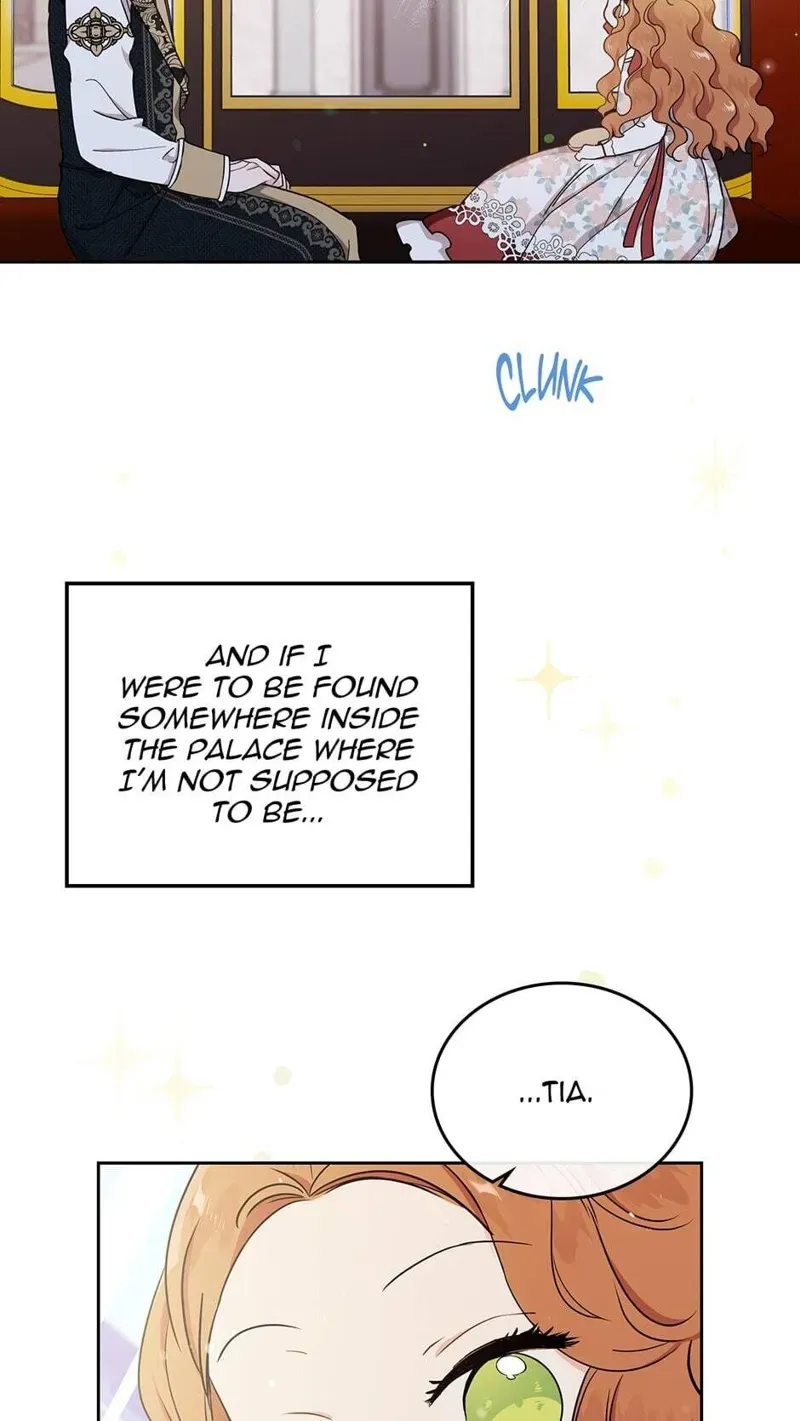 CLUNK
AND IF I
WERE TO BE FOUND
SOMEWHERE INSIDE
THE PALACE WHERE
I'M NOT SUPPOSED
TO BE...
...TIA.